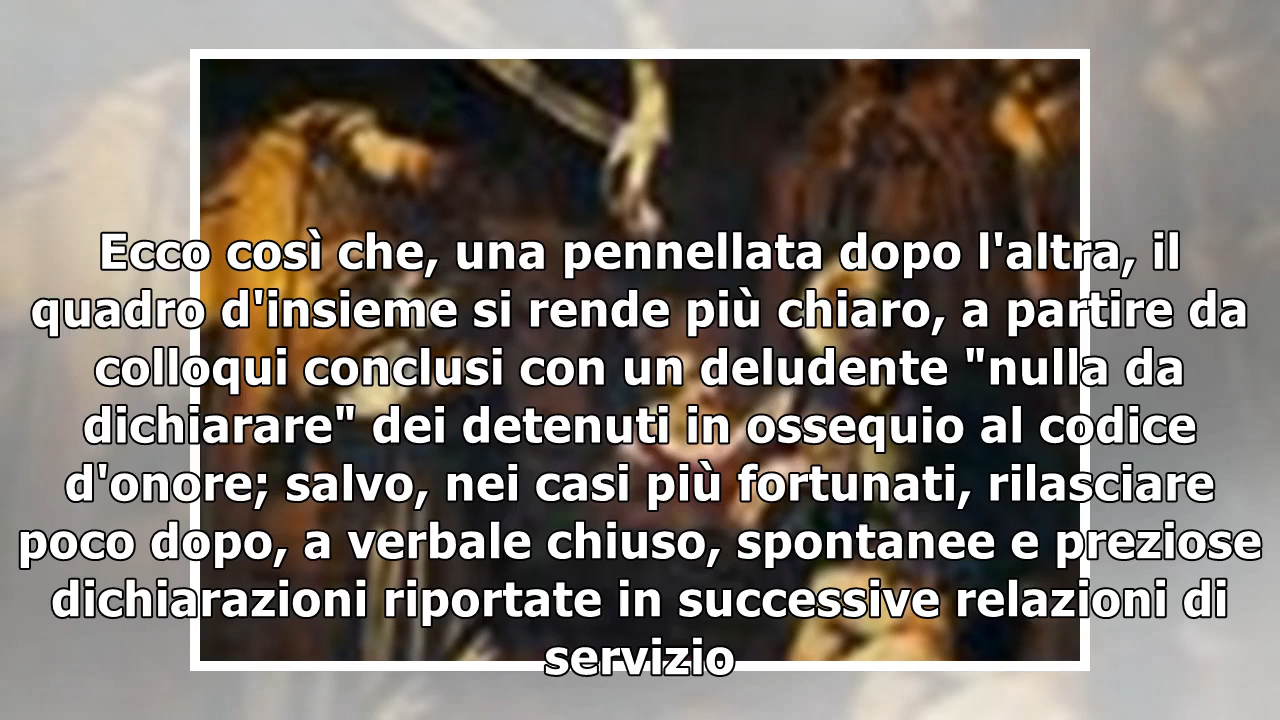 Ecco così che, una pennellata dopo l'altra, il
quadro d'insieme si rende più chiaro, a partire da
colloqui conclusi con un deludente "nulla da
dichiarare" dei detenuti in ossequio al codice
d'onore; salvo, nei casi più fortunati, rilasciare
poco dopo, a verbale chiuso, spontanee e preziose
dichiarazioni riportate in successive relazioni di
servizio